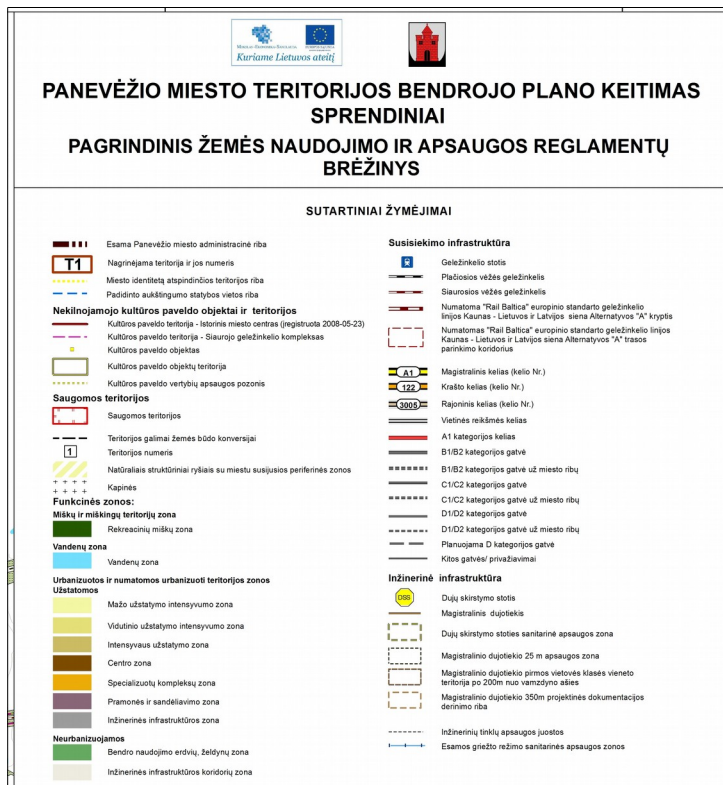 Kuriame Lietuvos ateitį
PANEVĖŽIO MIESTO TERITORIJOS BENDROJO PLANO KEITIMAS
SPRENDINIAI
PAGRINDINIS ŽEMĖS NAUDOJIMO IR APSAUGOS REGLAMENTŲ
BRĖŽINYS
SUTARTINIAI ŽYMĖJIMAI
Esama Panevėžio miesto administracinė riba
T1
Nagrinėjama teritorija ir jos numeris
Miesto identitetą atspindinčios teritorijos riba
Padidinto aukštingumo statybos vietos riba
Nekilnojamojo kultūros paveldo objektai ir teritorijos
Kultūros paveldo teritorija - Istorinis miesto centras (įregistruota 2008-05-23)
Kultūros paveldo teritorija - Siaurojo geležinkelio kompleksas
Kultūros paveldo objektas
Kultūros paveldo objektų teritorija
Kultūros paveldo vertybių apsaugos pozonis
Saugomos teritorijos
Saugomos teritorijos
Teritorijos galimai žemės būdo konversijai
1
Teritorijos numeris
Natūraliais struktūriniai ryšiais su miestu susijusios periferinės zonos
Kapinės
Funkcinės zonos:
Miškų ir miškingų teritorijų zona
Rekreacinių miškų zona
Vandenų zona
Vandenų zona
Urbanizuotos ir numatomos urbanizuoti teritorijos zonos
Užstatomos
Mažo užstatymo intensyvumo zona
Vidutinio užstatymo intensyvumo zona
Intensyvaus užstatymo zona
Centro zona
Specializuotų kompleksų zona
Pramonės ir sandėliavimo zona
Inžinerinės infrastruktūros zona
Neurbanizuojamos
Bendro naudojimo erdvių, želdynų zona
Inžinerinės infrastruktūros koridorių zona
Susisiekimo infrastruktūra
Geležinkelio stotis
Plačiosios vėžės geležinkelis
Siaurosios vėžės geležinkelis
Numatoma "Rail Baltica" europinio standarto geležinkelio
linijos Kaunas - Lietuvos ir Latvijos siena Alternatyvos "A" kryptis
Numatomas "Rail Baltica" europinio standarto geležinkelio linijos
Kaunas - Lietuvos ir Latvijos siena Alternatyvos "A" trasos
parinkimo koridorius
A1
Magistralinis kelias (kelio Nr.)
122
Krašto kelias (kelio Nr.)
3005
Rajoninis kelias (kelio Nr.)
Vietinės reikšmės kelias
A1 kategorijos kelias
B1/B2 kategorijos gatvė
B1/B2 kategorijos gatvė už miesto ribų
C1/C2 kategorijos gatvė
C1/C2 kategorijos gatvė už miesto ribų
D1/D2 kategorijos gatvė
D1/D2 kategorijos gatvė už miesto ribų
Planuojama D kategorijos gatvė
Kitos gatvės/ privažiavimai
Inžinerinė infrastruktūra
DSS
Dujų skirstymo stotis
Magistralinis dujotiekis
Dujų skirstymo stoties sanitarinė apsaugos zona
Magistralinio dujotiekio 25 m apsaugos zona
Magistralinio dujotiekio pirmos vietovės klasės vieneto
teritorija po 200m nuo vamzdyno ašies
Magistralinio dujotiekio 350m projektinės dokumentacijos
derinimo riba
Inžinerinių tinklų apsaugos juostos
Esamos griežto režimo sanitarinės apsaugos zonos